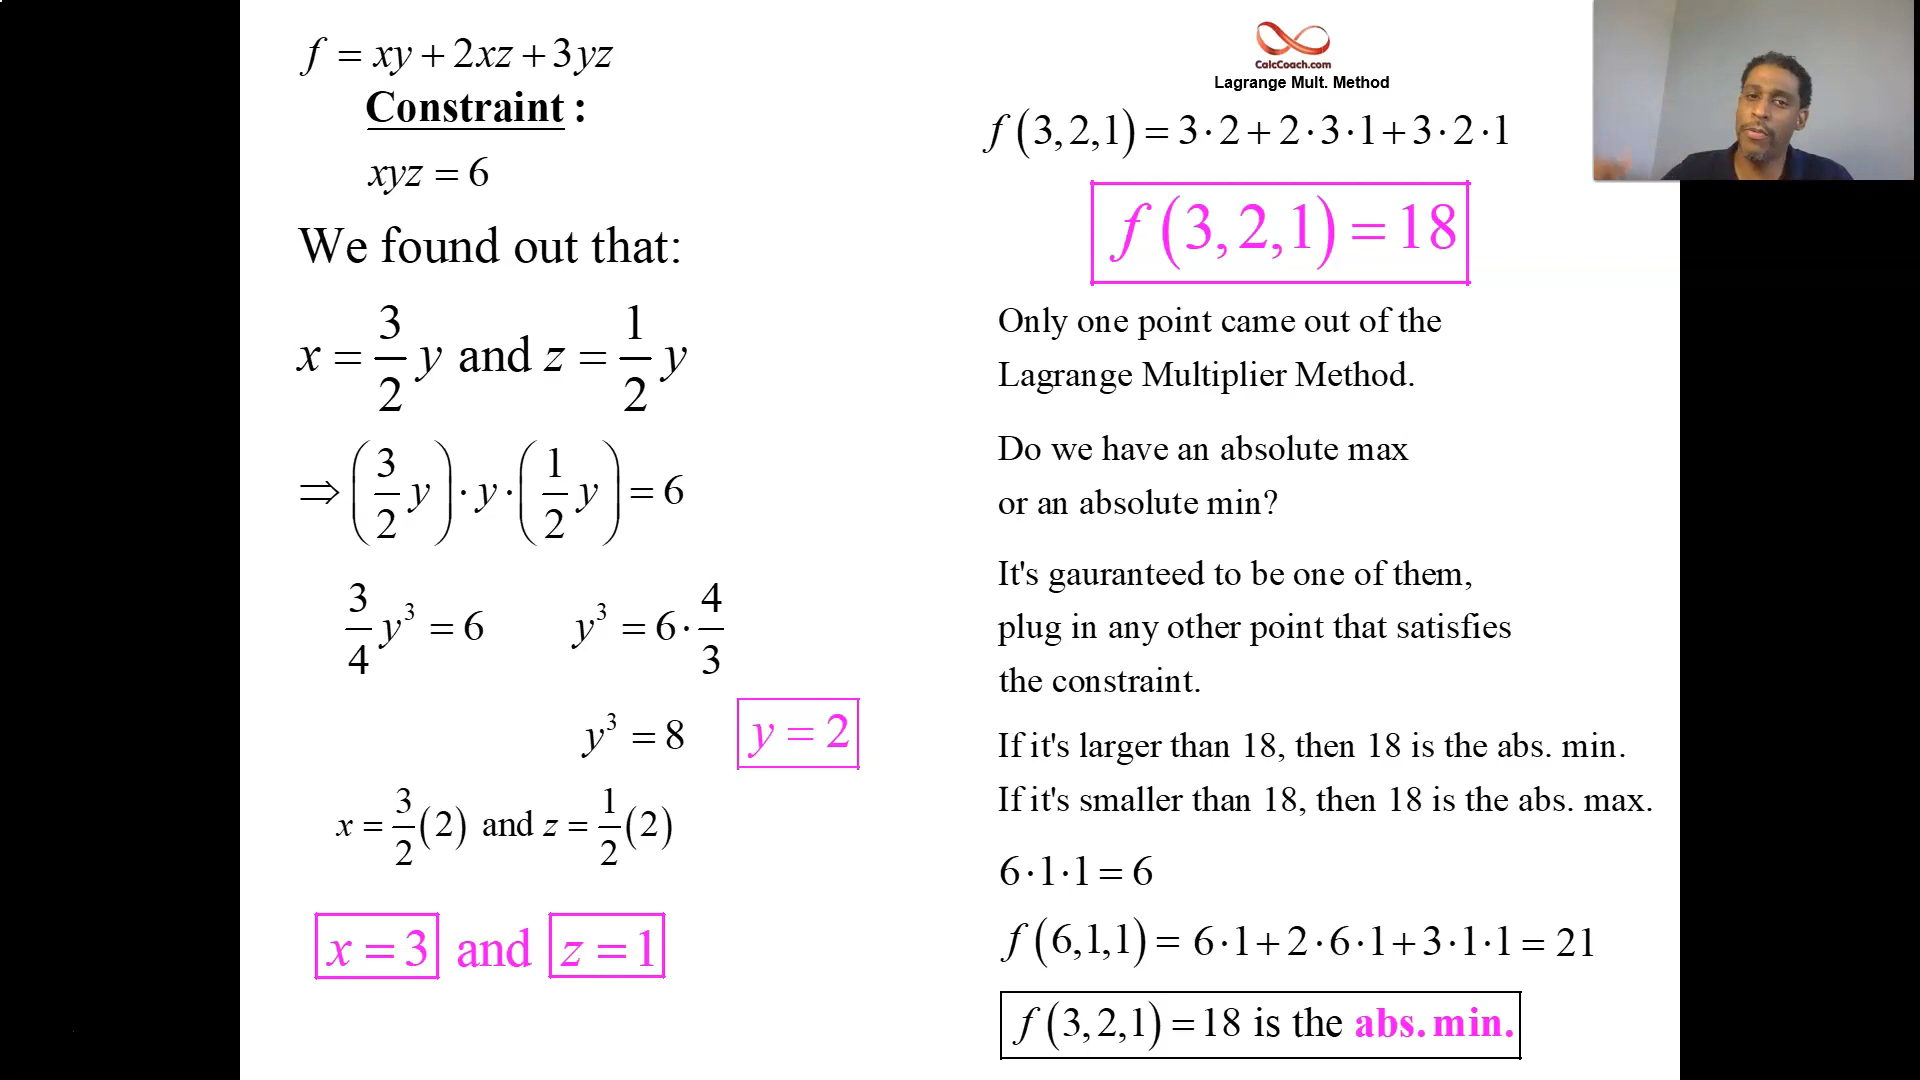 f = xy + 2xz + 3yz
Constraint :
xyz = 6
We found out that:
x = 3/2 y and z = 1/2 y
⇒ (3/2 y) · y · (1/2 y) = 6
3/4 y³ = 6    y³ = 6 · 4/3
y³ = 8    y = 2
x = 3/2 (2) and z = 1/2 (2)
x = 3 and z = 1
CalcCoach.com
Lagrange Mult. Method
f(3,2,1) = 3·2 + 2·3·1 + 3·2·1
f(3,2,1) = 18
Only one point came out of the
Lagrange Multiplier Method.
Do we have an absolute max
or an absolute min?
It's gauranteed to be one of them,
plug in any other point that satisfies
the constraint.
If it's larger than 18, then 18 is the abs. min.
If it's smaller than 18, then 18 is the abs. max.
6·1·1 = 6
f(6,1,1) = 6·1 + 2·6·1 + 3·1·1 = 21
f(3,2,1) = 18 is the abs. min.